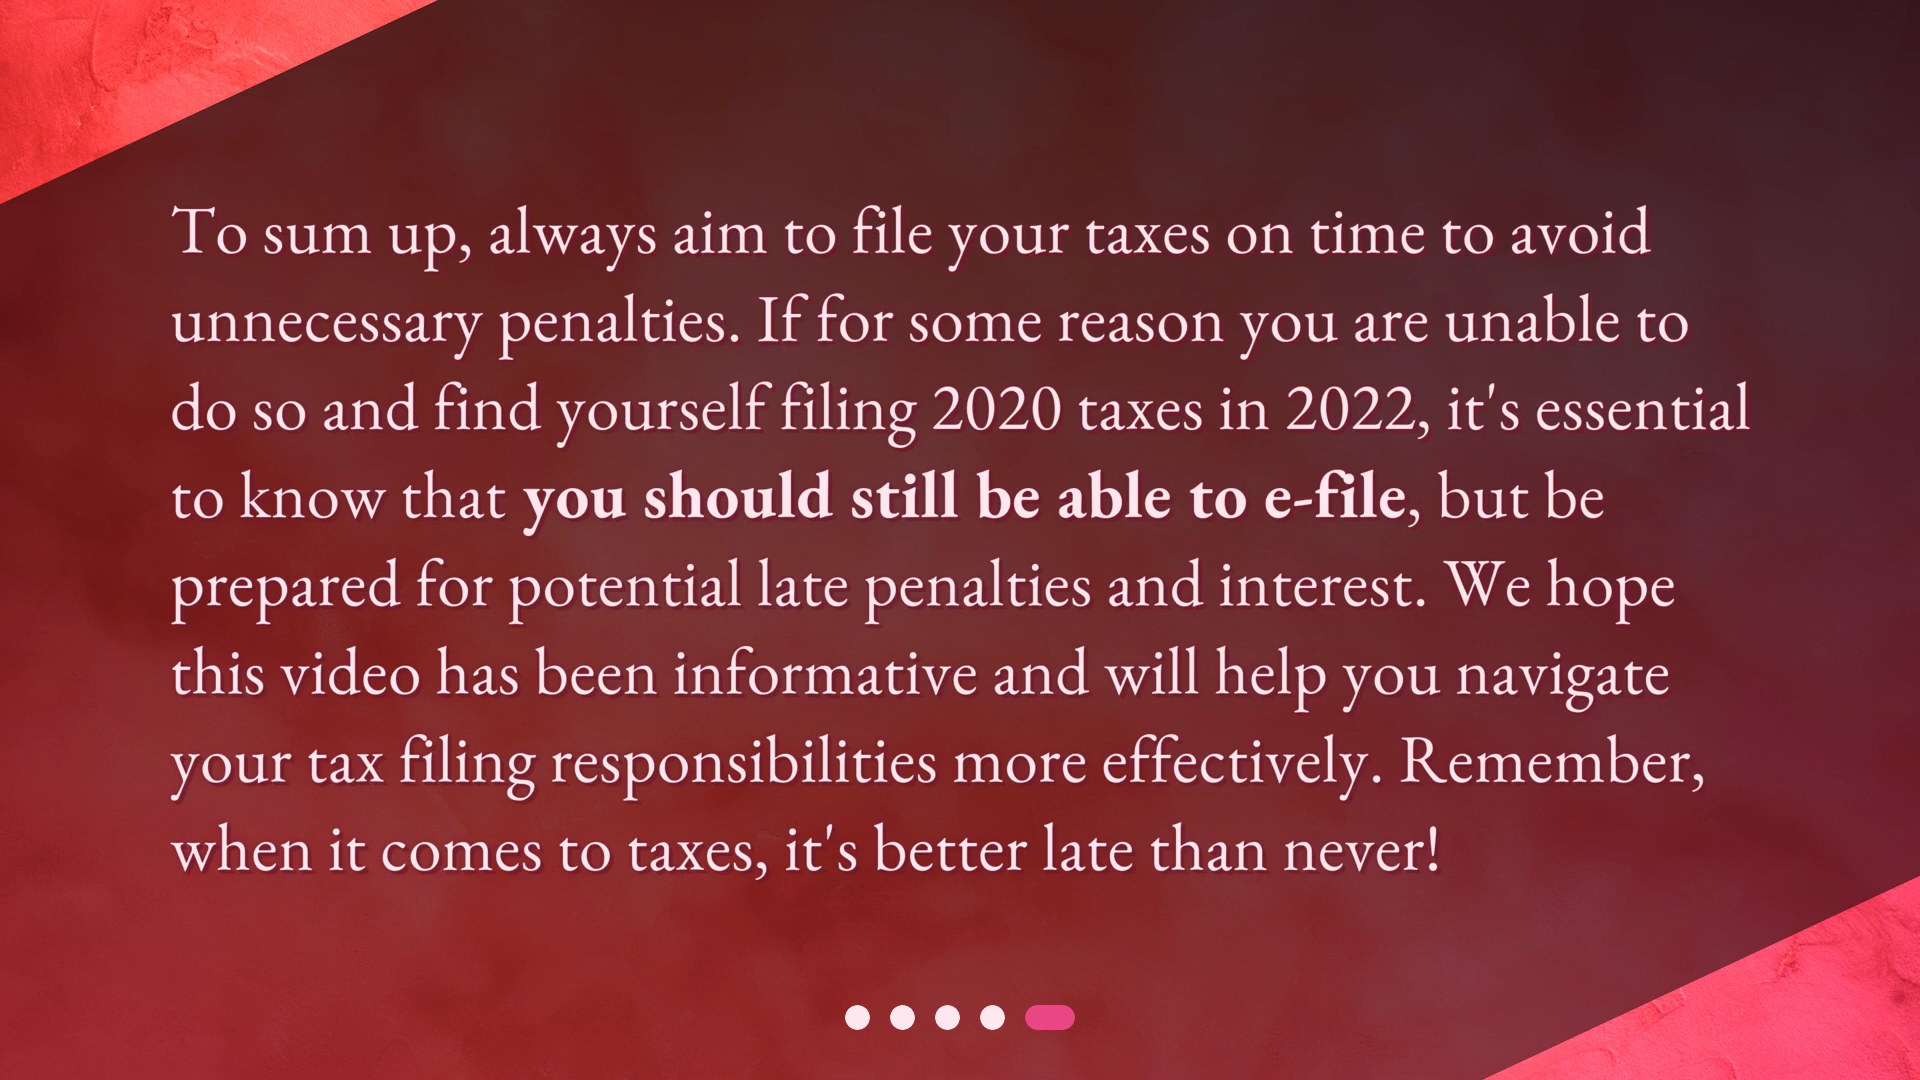 To sum up, always aim to file your taxes on time to avoid
unnecessary penalties. If for some reason you are unable to
do so and find yourself filing 2020 taxes in 2022, it's essential
to know that you should still be able to e-file, but be
prepared for potential late penalties and interest. We hope
this video has been informative and will help you navigate
your tax filing responsibilities more effectively. Remember,
when it comes to taxes, it's better late than never!